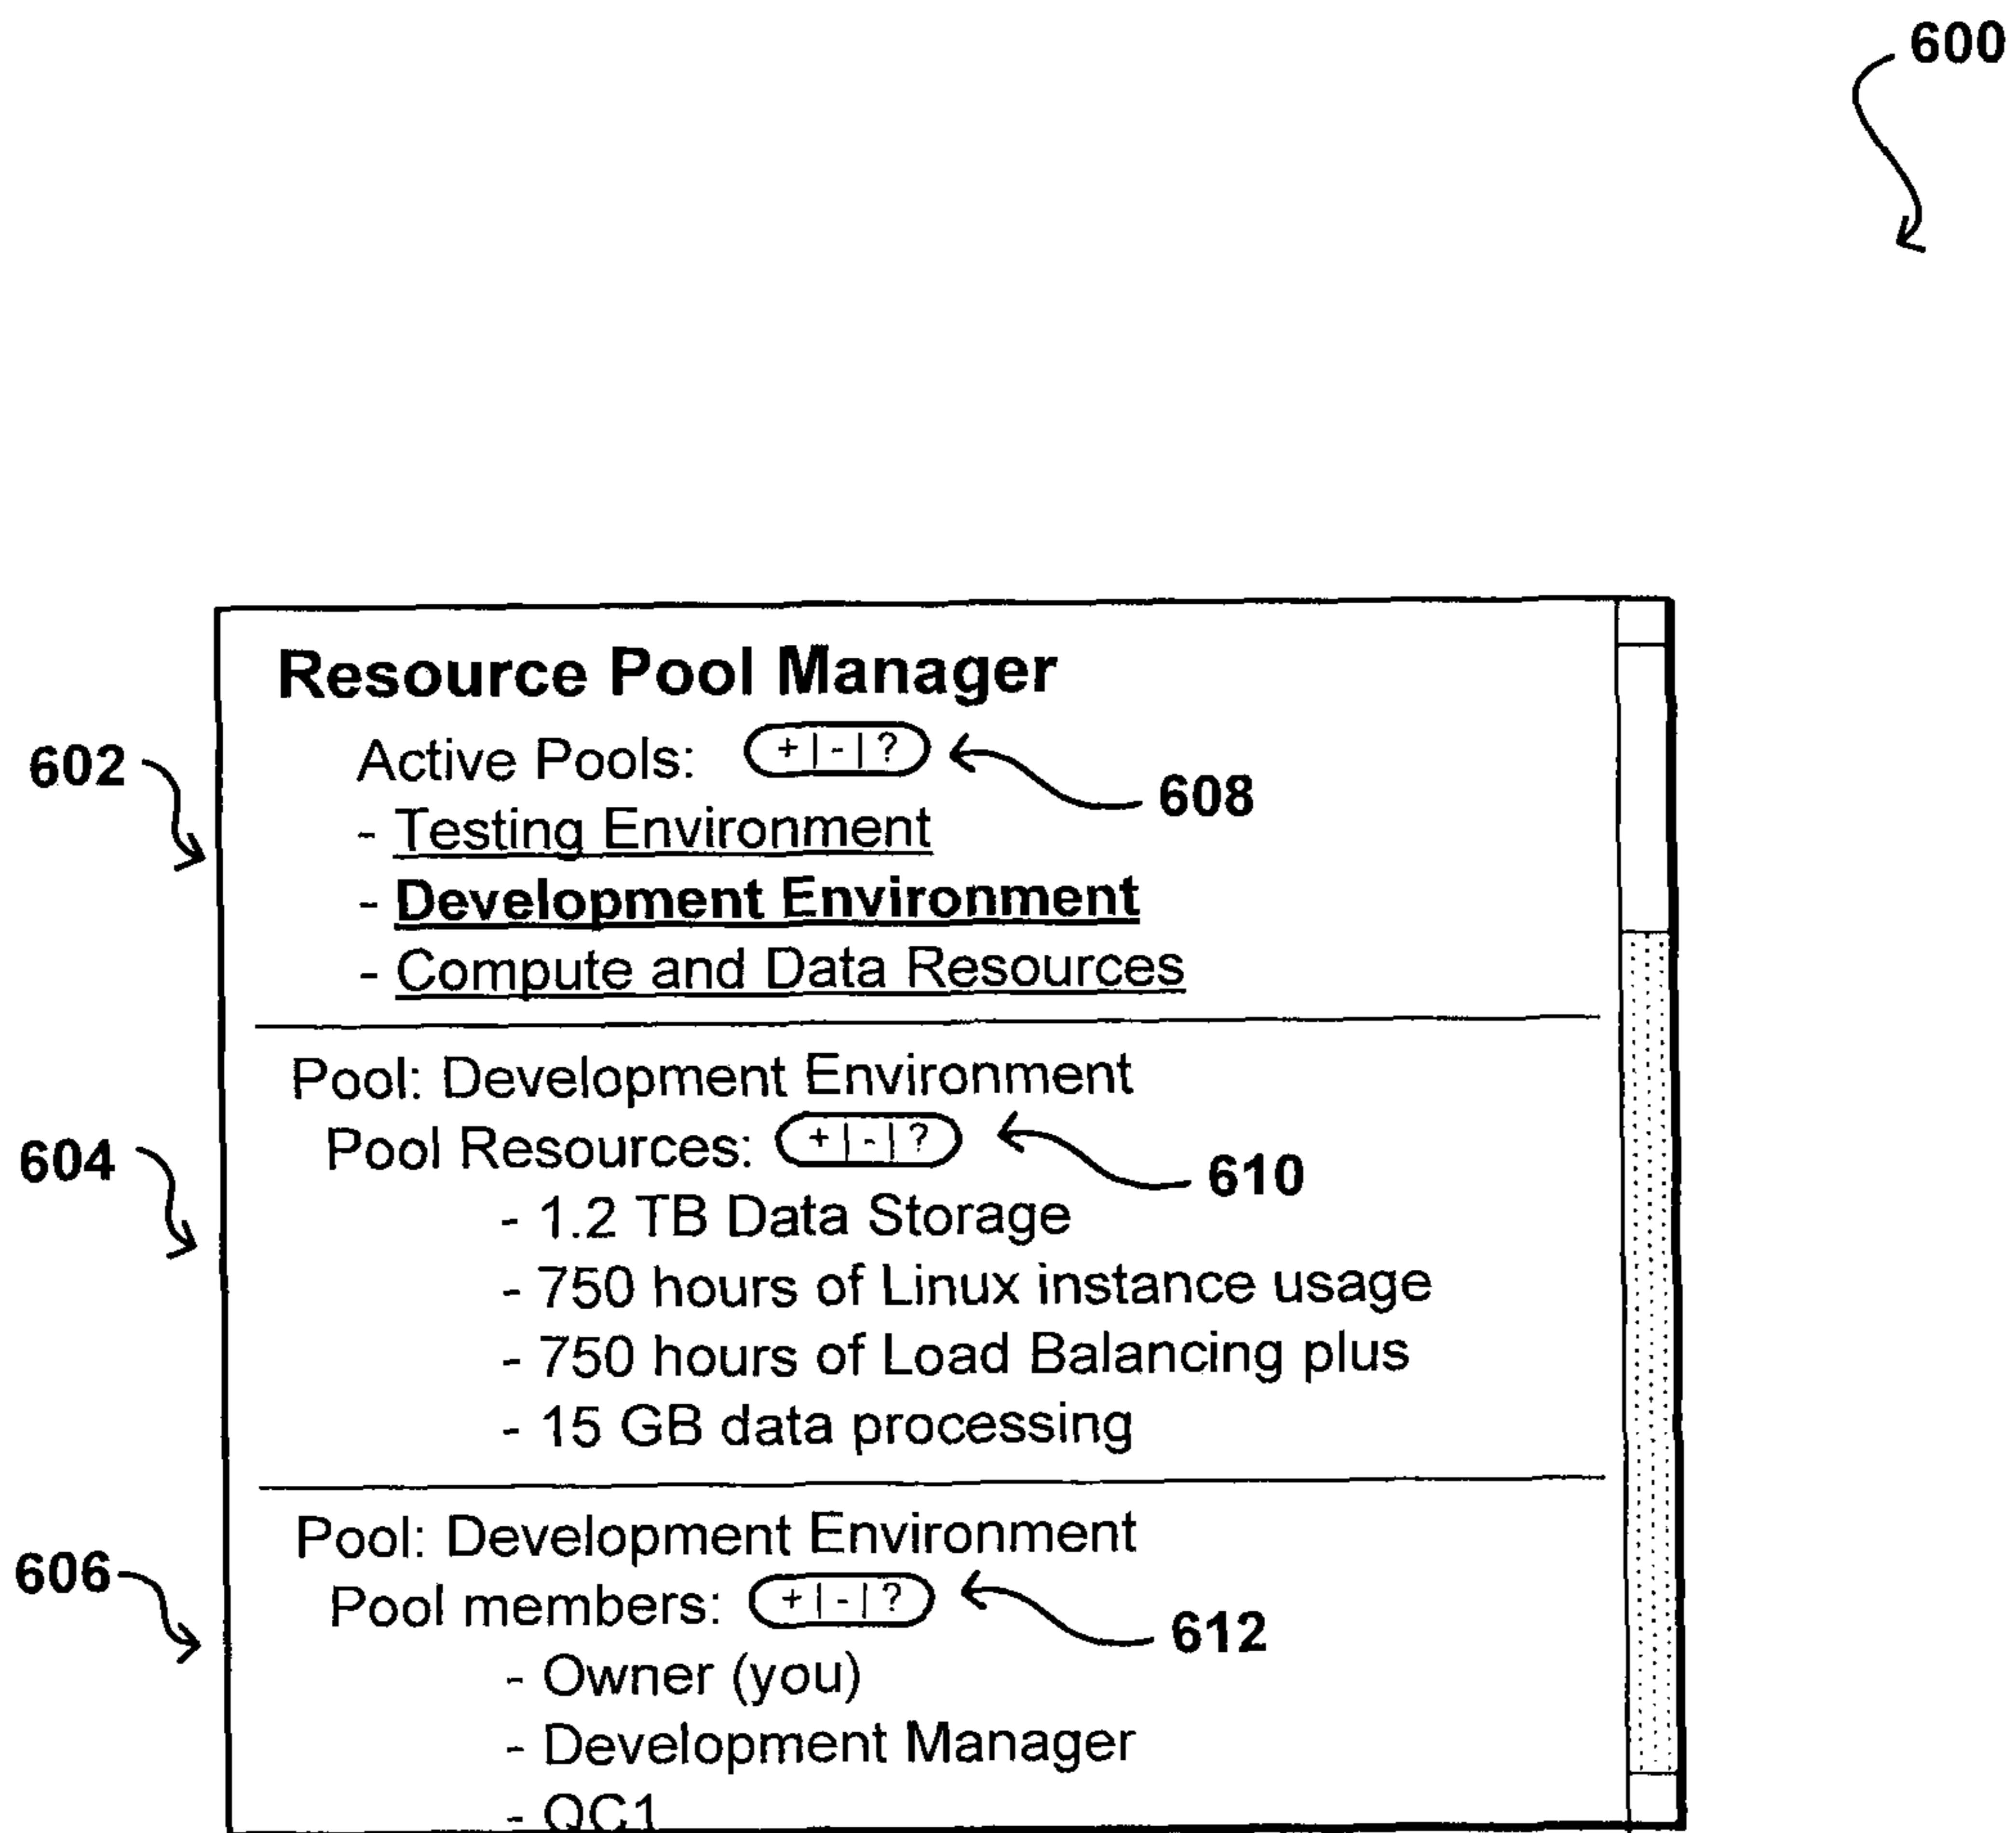 600
Resource Pool Manager
602
Active Pools: + | - | ?
608
- Testing Environment
- Development Environment
- Compute and Data Resources
Pool: Development Environment
604
Pool Resources: + | - | ?
610
- 1.2 TB Data Storage
- 750 hours of Linux instance usage
- 750 hours of Load Balancing plus
- 15 GB data processing
Pool: Development Environment
606
Pool members: + | - | ?
612
- Owner (you)
- Development Manager
- QC1